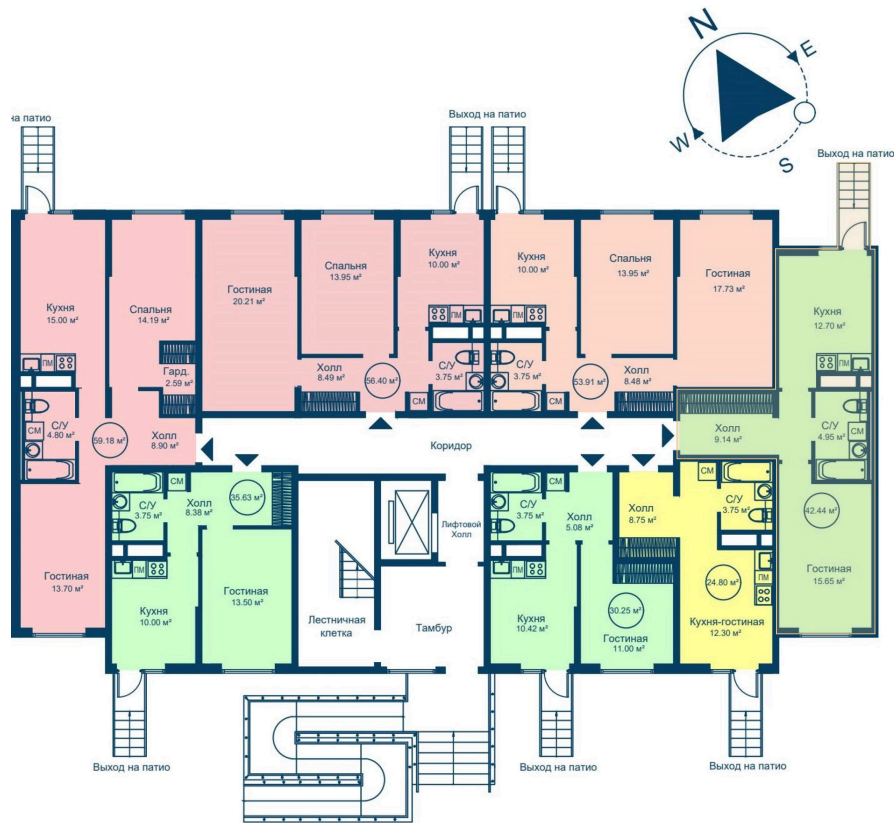 N
E
W
S
на патио
Выход на патио
Выход на патио
Кухня
15.00 м²
ПМ
Спальня
14.19 м²
Гард.
2.59 м²
С/У
4.80 м²
СМ
59.18 м²
Холл
8.90 м²
Гостиная
13.70 м²
Гостиная
20.21 м²
Спальня
13.95 м²
Кухня
10.00 м²
ПМ
Холл
8.49 м²
56.40 м²
С/У
3.75 м²
СМ
Кухня
10.00 м²
ПМ
Спальня
13.95 м²
Гостиная
17.73 м²
С/У
3.75 м²
СМ
53.91 м²
Холл
8.48 м²
Кухня
12.70 м²
ПМ
Холл
9.14 м²
С/У
4.95 м²
СМ
42.44 м²
Гостиная
15.65 м²
Коридор
С/У
3.75 м²
СМ
Холл
8.38 м²
35.63 м²
ПМ
Кухня
10.00 м²
Гостиная
13.50 м²
Лестничная
клетка
Лифтовой
Холл
Тамбур
С/У
3.75 м²
СМ
Холл
5.08 м²
ПМ
Кухня
10.42 м²
30.25 м²
Гостиная
11.00 м²
Холл
8.75 м²
СМ
С/У
3.75 м²
24.80 м²
ПМ
Кухня-гостиная
12.30 м²
Выход на патио
Выход на патио
Выход на патио